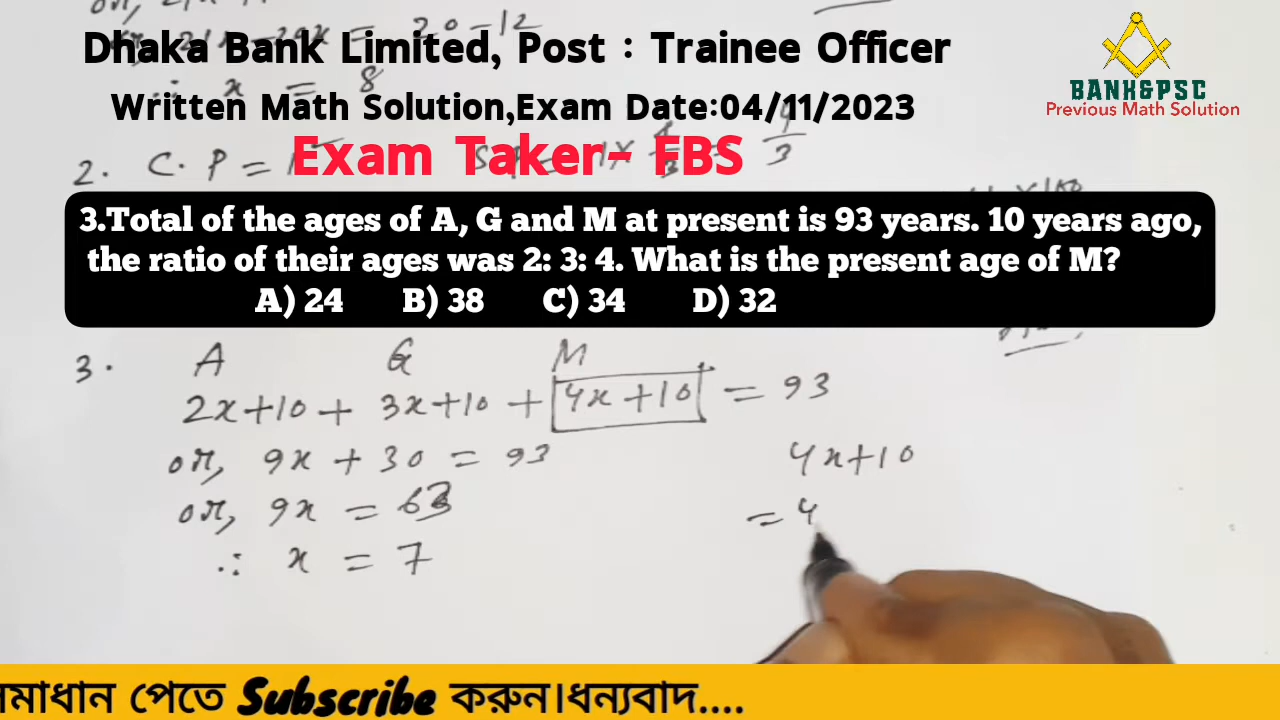 Dhaka Bank Limited, Post : Trainee Officer
Written Math Solution,Exam Date:04/11/2023
BANK&PSC
Previous Math Solution
Exam Taker- FBS
∴ x = 8
2. C.P = 1
4/3
3.Total of the ages of A, G and M at present is 93 years. 10 years ago,
the ratio of their ages was 2: 3: 4. What is the present age of M?
A) 24 B) 38 C) 34 D) 32
3. A G M
2x+10 + 3x+10 + 4x+10 = 93
or, 9x + 30 = 93
4x+10
or, 9x = 63
= 4
∴ x = 7
পেতে Subscribe করুন।ধন্যবাদ....